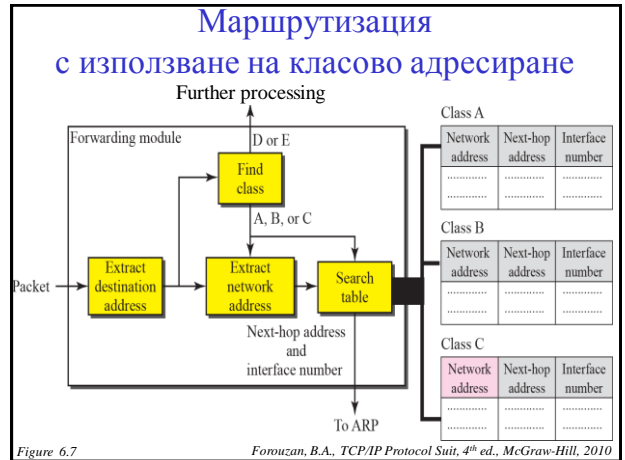 Маршрутизация
с използване на класово адресиране
Further processing
Forwarding module
D or E
Find
class
A, B, or C
Packet
Extract
destination
address
Extract
network
address
Search
table
Next-hop address
and
interface number
To ARP
Class A
Network address
Next-hop address
Interface number
Class B
Network address
Next-hop address
Interface number
Class C
Network address
Next-hop address
Interface number
Figure 6.7
Forouzan, B.A., TCP/IP Protocol Suit, 4th ed., McGraw-Hill, 2010